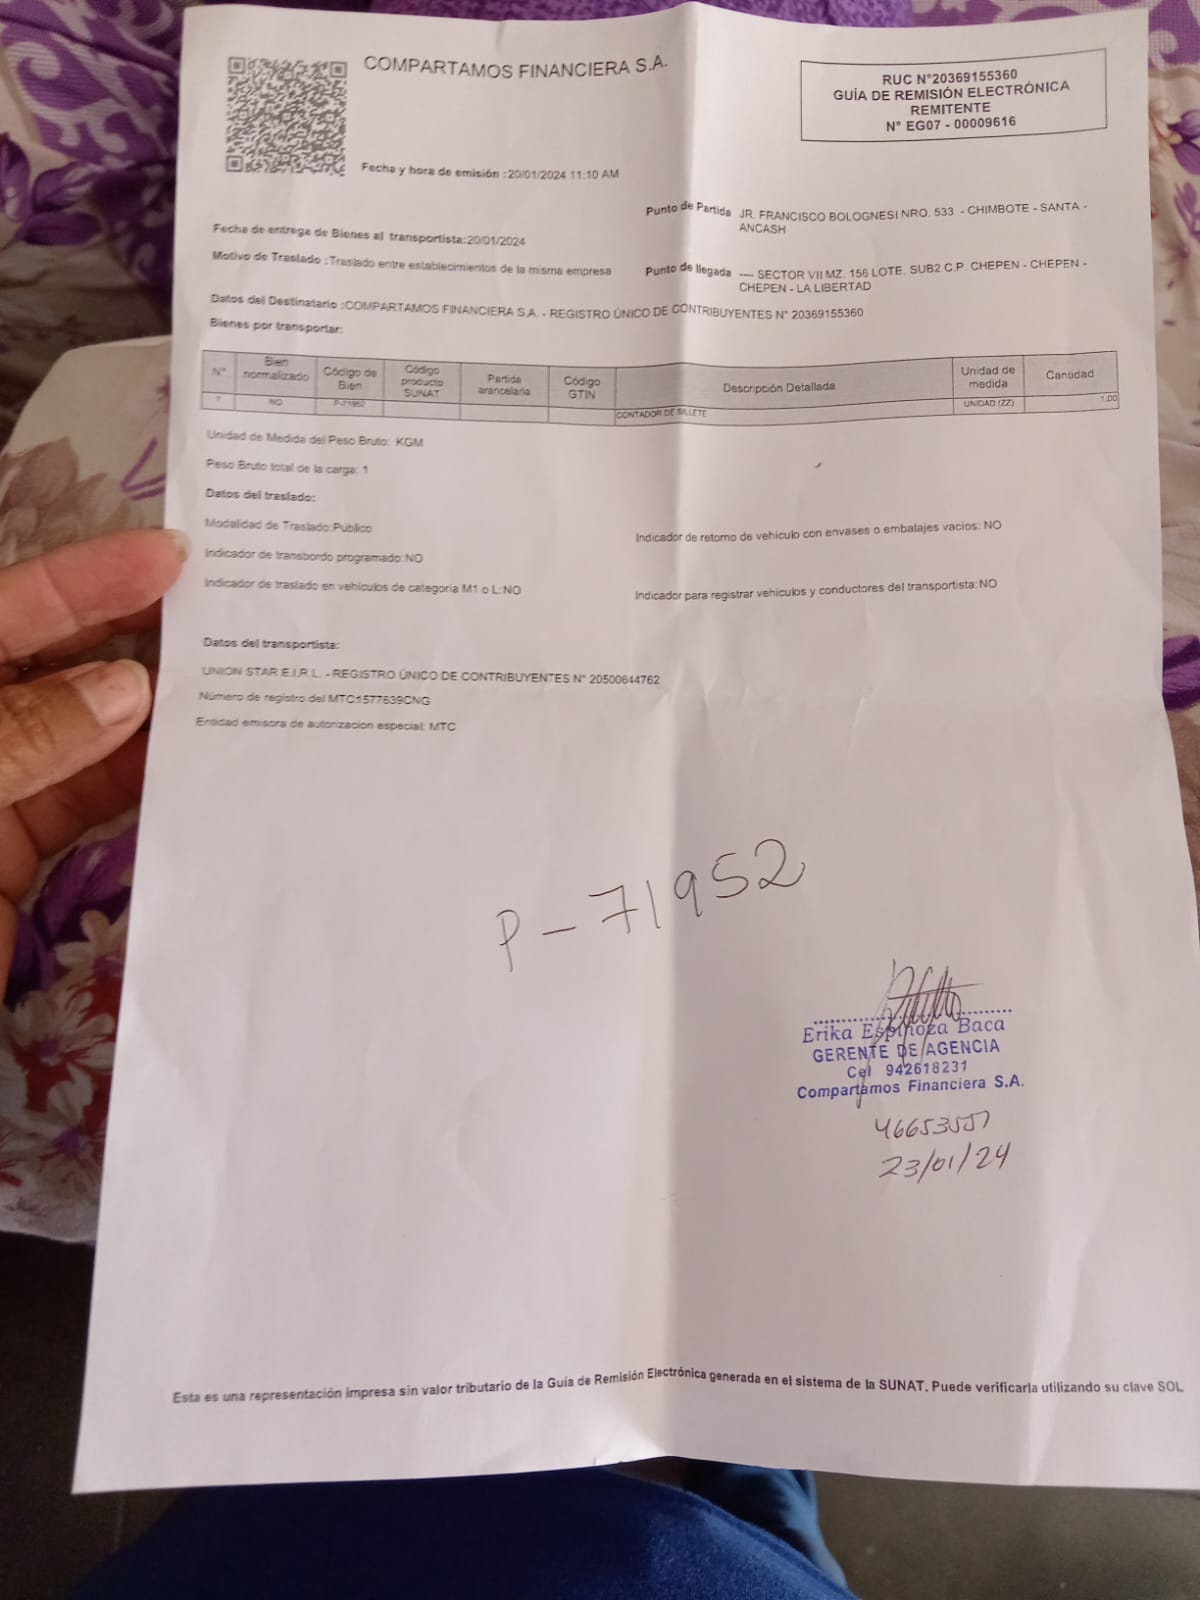 COMPARTAMOS FINANCIERA S.A.
RUC N°20369155360
GUÍA DE REMISIÓN ELECTRÓNICA
REMITENTE
N° EG07 - 00009616
Fecha y hora de emisión :20/01/2024 11:10 AM
Punto de Partida JR. FRANCISCO BOLOGNESI NRO. 533 - CHIMBOTE - SANTA -
ANCASH
Fecha de entrega de Bienes al transportista:20/01/2024
Motivo de Traslado :Traslado entre establecimientos de la misma empresa
Punto de llegada ---- SECTOR VII MZ. 156 LOTE. SUB2 C.P. CHEPEN - CHEPEN -
CHEPEN - LA LIBERTAD
Datos del Destinatario :COMPARTAMOS FINANCIERA S.A. - REGISTRO ÚNICO DE CONTRIBUYENTES N° 20369155360
Bienes por transportar:
N° Bien normalizado Código de Bien Código producto SUNAT Partida arancelaria Código GTIN Descripción Detallada Unidad de medida Cantidad
1 NO P-71952 CONTADOR DE BILLETE UNIDAD (ZZ) 1.00
Unidad de Medida del Peso Bruto: KGM
Peso Bruto total de la carga: 1
Datos del traslado:
Modalidad de Traslado:Público
Indicador de retorno de vehículo con envases o embalajes vacíos: NO
Indicador de transbordo programado:NO
Indicador de traslado en vehículos de categoría M1 o L:NO
Indicador para registrar vehículos y conductores del transportista:NO
Datos del transportista:
UNION STAR E.I.R.L. - REGISTRO ÚNICO DE CONTRIBUYENTES N° 20500644762
Número de registro del MTC:1577639CNG
Entidad emisora de autorizacion especial: MTC
P-71952
Erika Espinoza Baca
GERENTE DE AGENCIA
Cel 942618231
Compartamos Financiera S.A.
46653557
23/01/24
Esta es una representación impresa sin valor tributario de la Guía de Remisión Electrónica generada en el sistema de la SUNAT. Puede verificarla utilizando su clave SOL